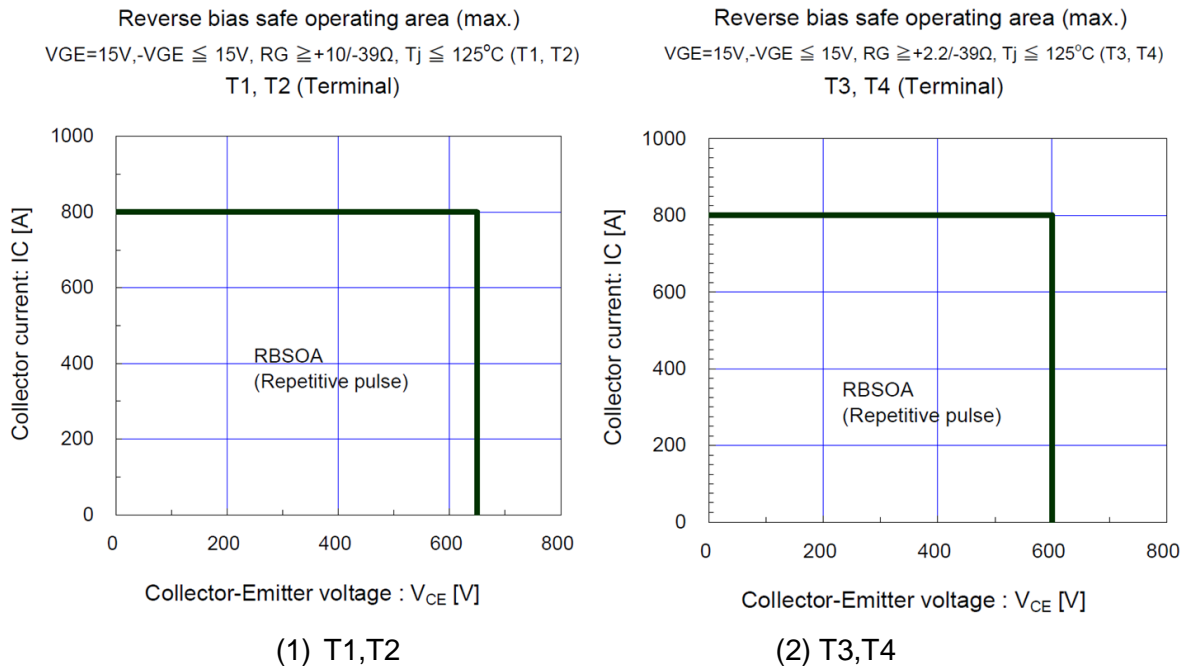 Reverse bias safe operating area (max.)
VGE=15V,-VGE ≦ 15V, RG ≧+10/-39Ω, Tj ≦ 125°C (T1, T2)
T1, T2 (Terminal)
1000
800
600
400
200
0
Collector current: IC [A]
RBSOA
(Repetitive pulse)
0 200 400 600 800
Collector-Emitter voltage : VCE [V]
(1) T1,T2
Reverse bias safe operating area (max.)
VGE=15V,-VGE ≦ 15V, RG ≧+2.2/-39Ω, Tj ≦ 125°C (T3, T4)
T3, T4 (Terminal)
1000
800
600
400
200
0
Collector current: IC [A]
RBSOA
(Repetitive pulse)
0 200 400 600 800
Collector-Emitter voltage : VCE [V]
(2) T3,T4